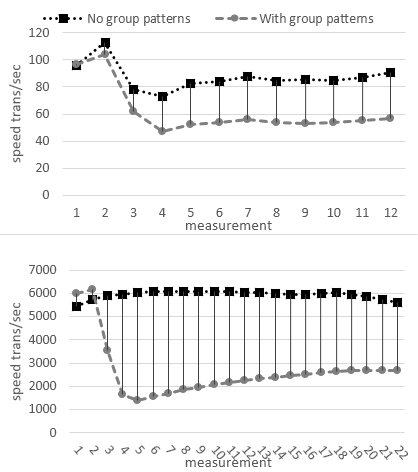 No group patterns With group pattems
120
100
80
60
40
20
0
speed trans/sec
1 2 3 4 5 6 7 8 9 10 11 12
measurement
7000
6000
5000
4000
3000
2000
1000
0
speed trans/sec
1 2 3 4 5 6 7 8 9 10 11 12 13 14 15 16 17 18 19 20 21 22
measurement